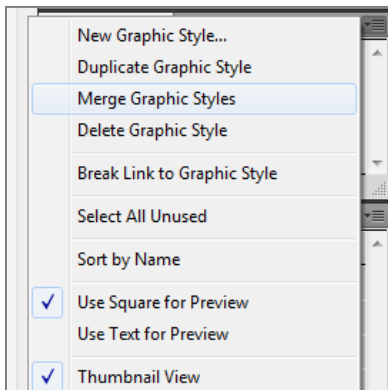 New Graphic Style...
Duplicate Graphic Style
Merge Graphic Styles
Delete Graphic Style
Break Link to Graphic Style
Select All Unused
Sort by Name
Use Square for Preview
Use Text for Preview
Thumbnail View